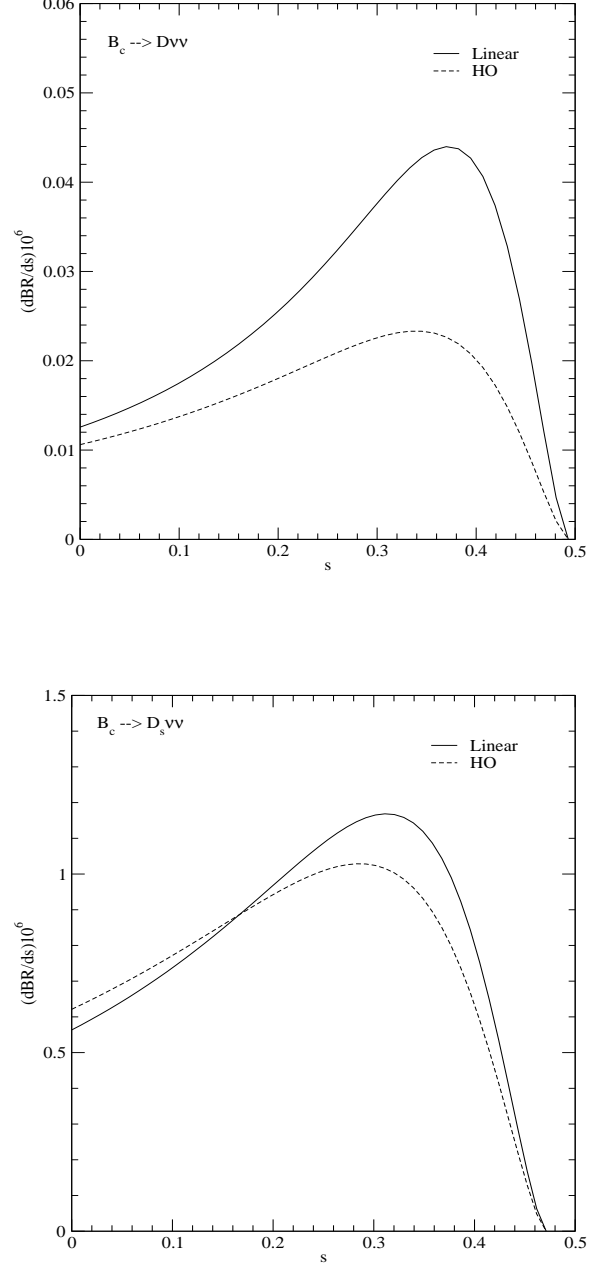 0.06
B_c --> Dνν
Linear
HO
0.05
0.04
0.03
0.02
0.01
0
(dBR/ds)10^6
0 0.1 0.2 0.3 0.4 0.5
s
1.5
B_c --> D_sνν
Linear
HO
1
0.5
0
(dBR/ds)10^6
0 0.1 0.2 0.3 0.4 0.5
s